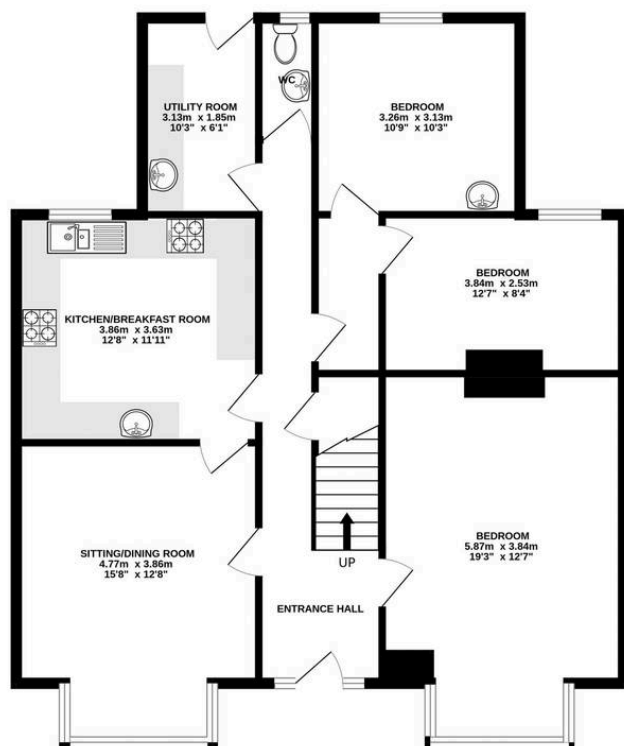 UTILITY ROOM
3.13m x 1.85m
10'3" x 6'1"
WC
BEDROOM
3.26m x 3.13m
10'9" x 10'3"
BEDROOM
3.84m x 2.53m
12'7" x 8'4"
KITCHEN/BREAKFAST ROOM
3.86m x 3.63m
12'8" x 11'11"
SITTING/DINING ROOM
4.77m x 3.86m
15'8" x 12'8"
BEDROOM
5.87m x 3.84m
19'3" x 12'7"
UP
ENTRANCE HALL